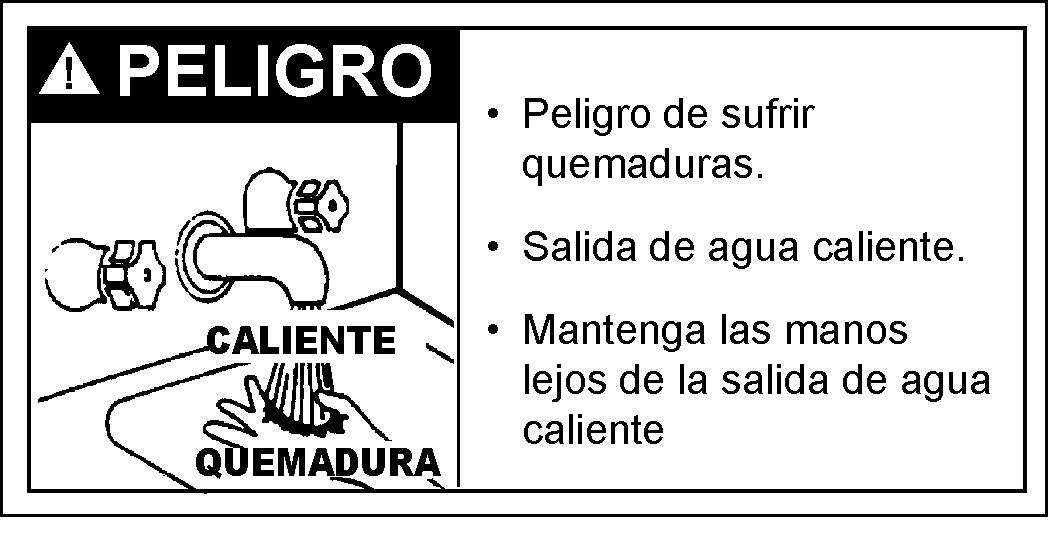 PELIGRO
CALIENTE
QUEMADURA
• Peligro de sufrir
quemaduras.
• Salida de agua caliente.
• Mantenga las manos
lejos de la salida de agua
caliente